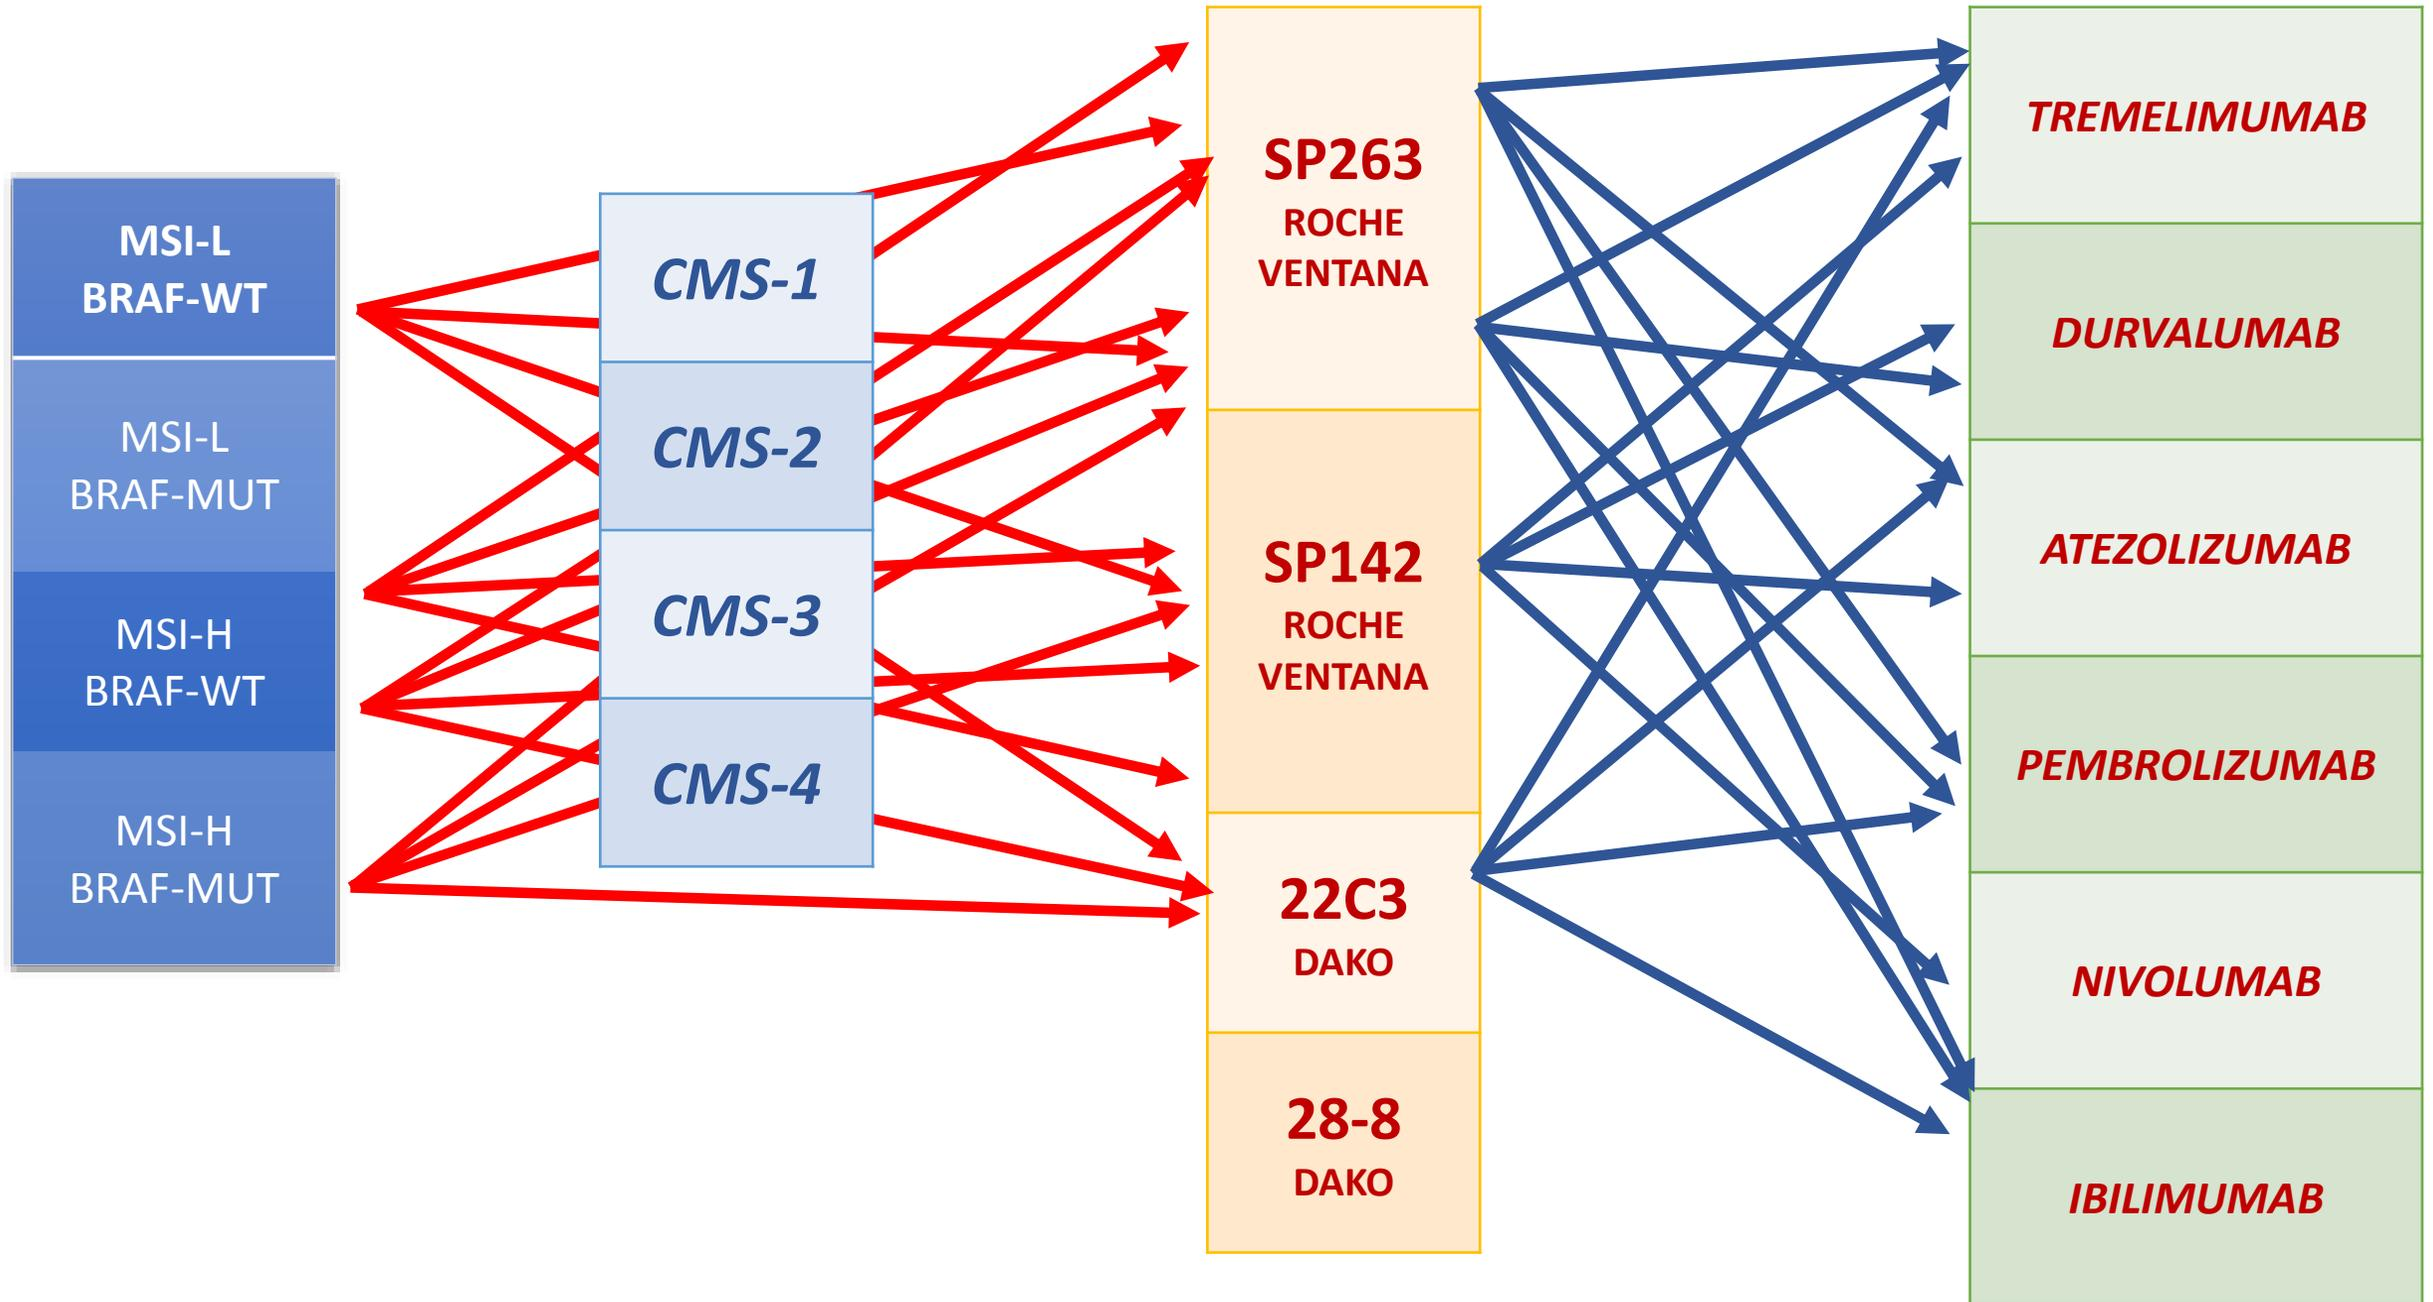 MSI-L
BRAF-WT
MSI-L
BRAF-MUT
MSI-H
BRAF-WT
MSI-H
BRAF-MUT
CMS-1
CMS-2
CMS-3
CMS-4
SP263
ROCHE
VENTANA
SP142
ROCHE
VENTANA
22C3
DAKO
28-8
DAKO
TREMELIMUMAB
DURVALUMAB
ATEZOLIZUMAB
PEMBROLIZUMAB
NIVOLUMAB
IBILIMUMAB